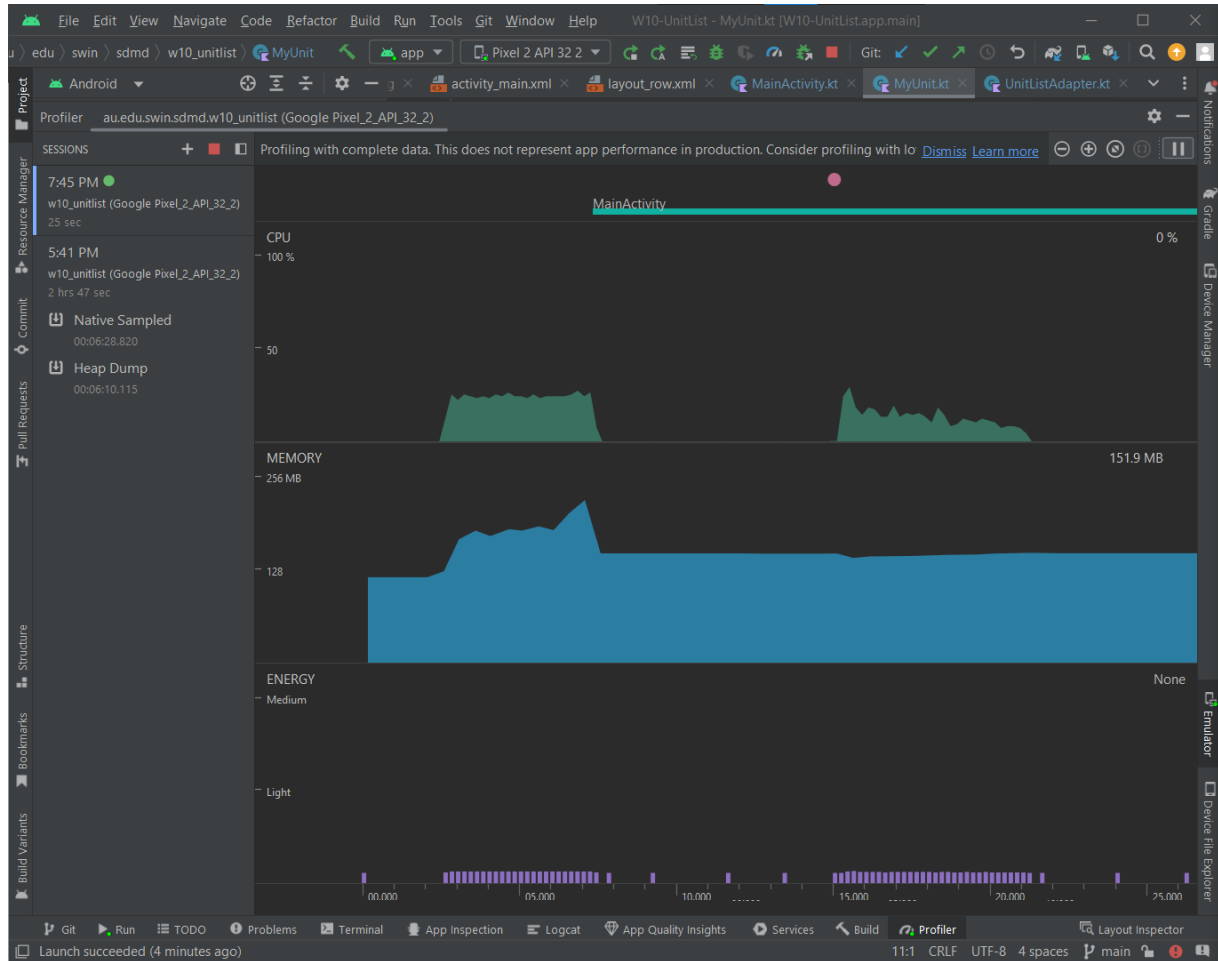 File Edit View Navigate Code Refactor Build Run Tools Git Window Help W10-UnitList - MyUnit.kt [W10-UnitList.app.main]
edu swin sdmd w10_unitlist MyUnit app Pixel 2 API 32 2 Git:
Project Android activity_main.xml layout_row.xml MainActivity.kt MyUnit.kt UnitListAdapter.kt
Profiler au.edu.swin.sdmd.w10_unitlist (Google Pixel_2_API_32_2)
SESSIONS Profiling with complete data. This does not represent app performance in production. Consider profiling with lo Dismiss Learn more
7:45 PM
w10_unitlist (Google Pixel_2_API_32_2)
25 sec
5:41 PM
w10_unitlist (Google Pixel_2_API_32_2)
2 hrs 47 sec
Native Sampled
00:06:28.820
Heap Dump
00:06:10.115
MainActivity
CPU 0 %
100 %
50
MEMORY 151.9 MB
256 MB
128
ENERGY None
Medium
Light
00.000 05.000 10.000 15.000 20.000 25.000
Resource Manager
Commit
Pull Requests
Structure
Bookmarks
Build Variants
Notifications
Gradle
Device Manager
Emulator
Device File Explorer
Git Run TODO Problems Terminal App Inspection Logcat App Quality Insights Services Build Profiler Layout Inspector
Launch succeeded (4 minutes ago) 11:1 CRLF UTF-8 4 spaces main